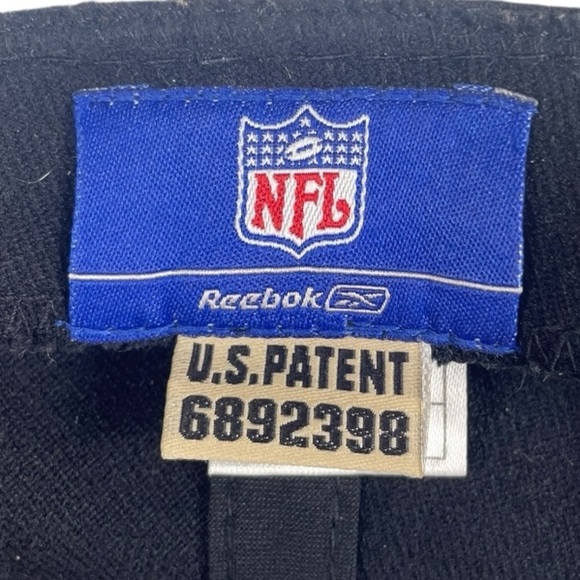 NFL
Reebok
U.S.PATENT
6892398